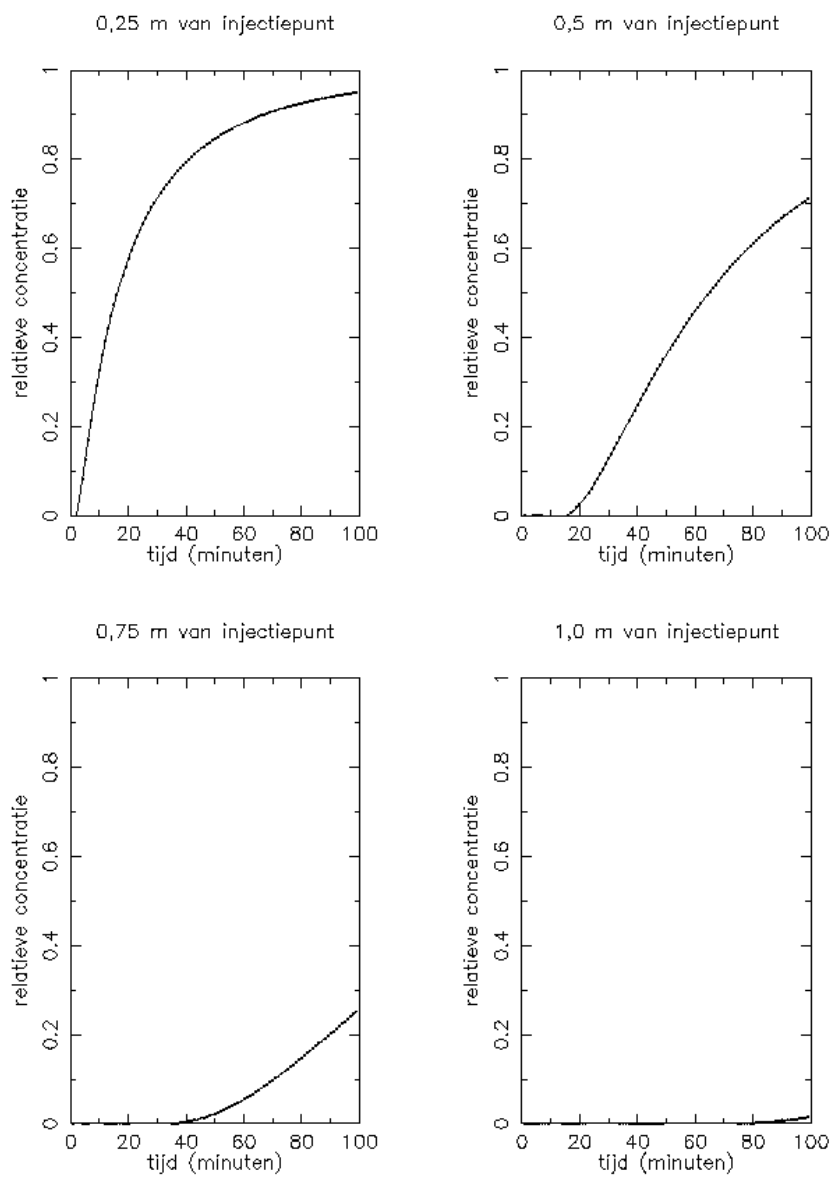 0,25 m van injectiepunt
relatieve concentratie
1
0.8
0.6
0.4
0.2
0
0 20 40 60 80 100
tijd (minuten)
0,5 m van injectiepunt
relatieve concentratie
1
0.8
0.6
0.4
0.2
0
0 20 40 60 80 100
tijd (minuten)
0,75 m van injectiepunt
relatieve concentratie
1
0.8
0.6
0.4
0.2
0
0 20 40 60 80 100
tijd (minuten)
1,0 m van injectiepunt
relatieve concentratie
1
0.8
0.6
0.4
0.2
0
0 20 40 60 80 100
tijd (minuten)